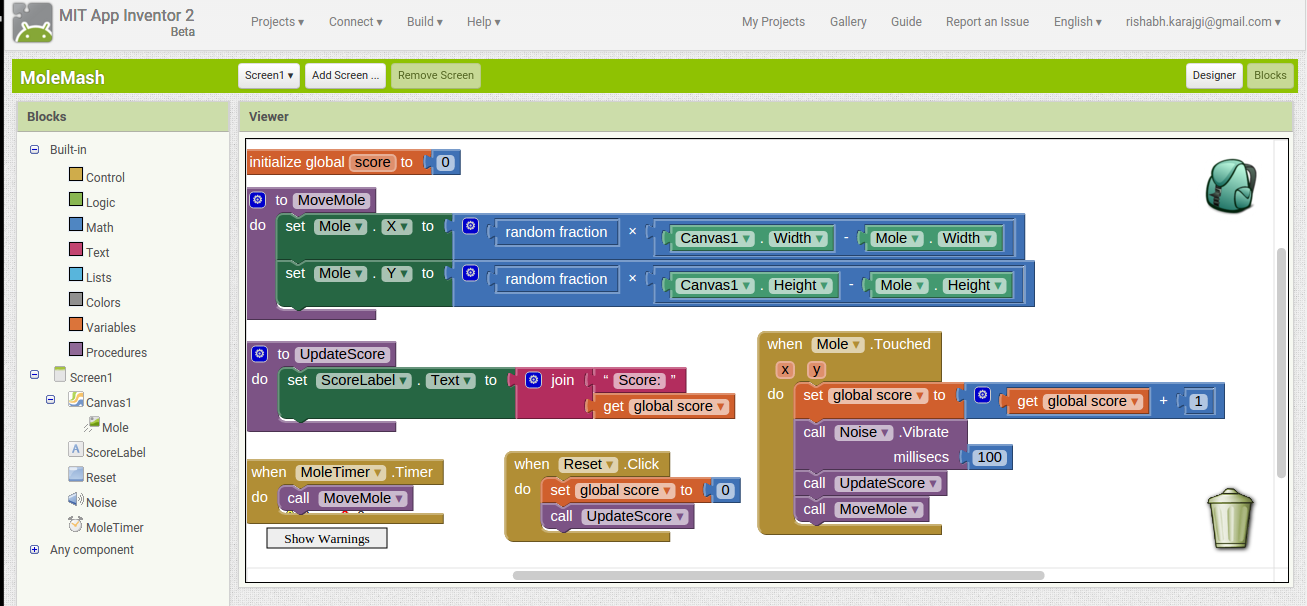 MIT App Inventor 2
Beta
Projects Connect Build Help My Projects Gallery Guide Report an Issue English rishabh.karajgi@gmail.com
MoleMash Screen1 Add Screen ... Remove Screen Designer Blocks
Blocks
Built-in
Control
Logic
Math
Text
Lists
Colors
Variables
Procedures
Screen1
Canvas1
Mole
A ScoreLabel
Reset
Noise
MoleTimer
Any component
Viewer
initialize global score to 0
to MoveMole
do set Mole . X to random fraction × Canvas1 . Width - Mole . Width
set Mole . Y to random fraction × Canvas1 . Height - Mole . Height
to UpdateScore
do set ScoreLabel . Text to join “ Score: ”
get global score
when Mole .Touched
x y
do set global score to get global score + 1
call Noise .Vibrate
millisecs 100
call UpdateScore
call MoveMole
when MoleTimer .Timer
do call MoveMole
Show Warnings
when Reset .Click
do set global score to 0
call UpdateScore